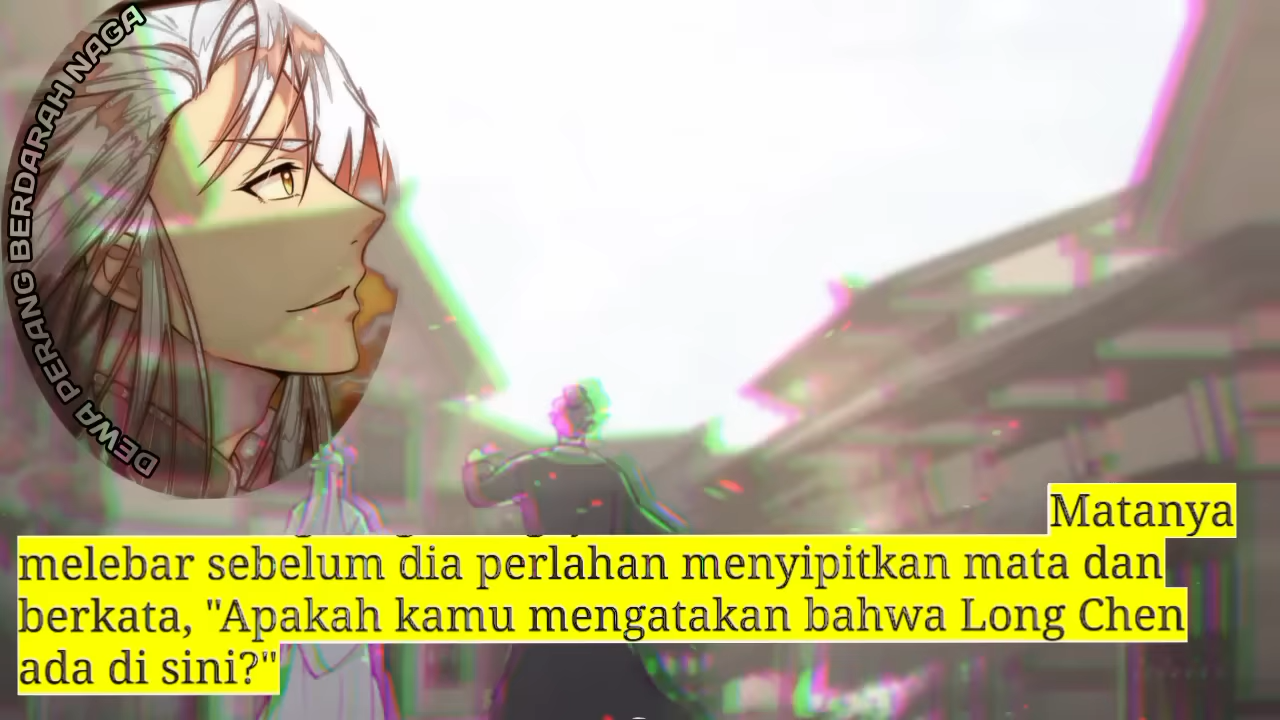 DEWA PERANG BERDARAH NAGA
Matanya
melebar sebelum dia perlahan menyipitkan mata dan
berkata, "Apakah kamu mengatakan bahwa Long Chen
ada di sini?"